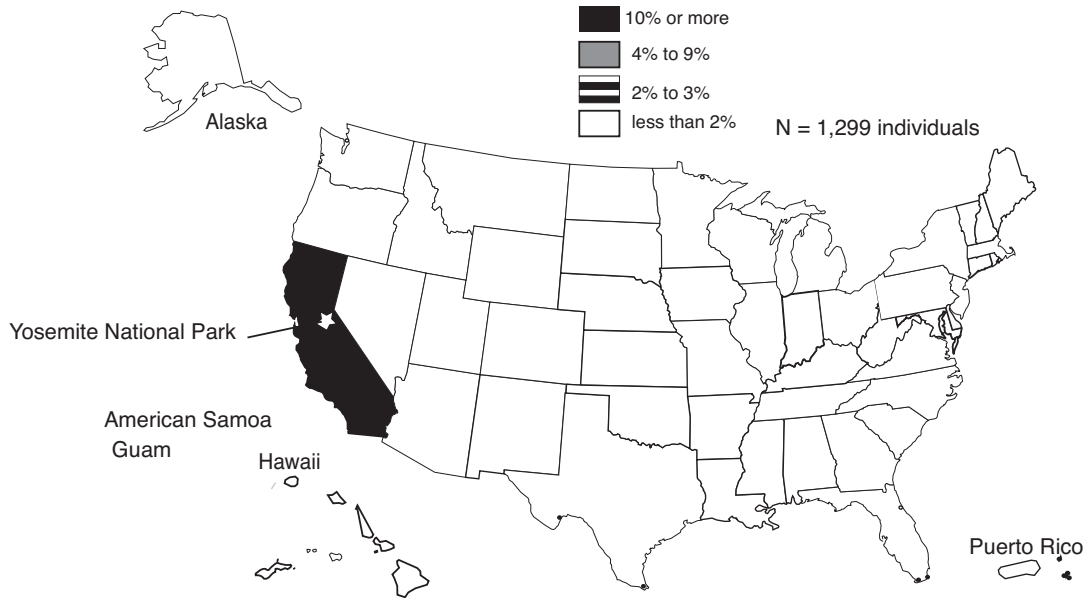 10% or more
4% to 9%
2% to 3%
less than 2%
N = 1,299 individuals
Alaska
Yosemite National Park
American Samoa
Guam
Hawaii
Puerto Rico